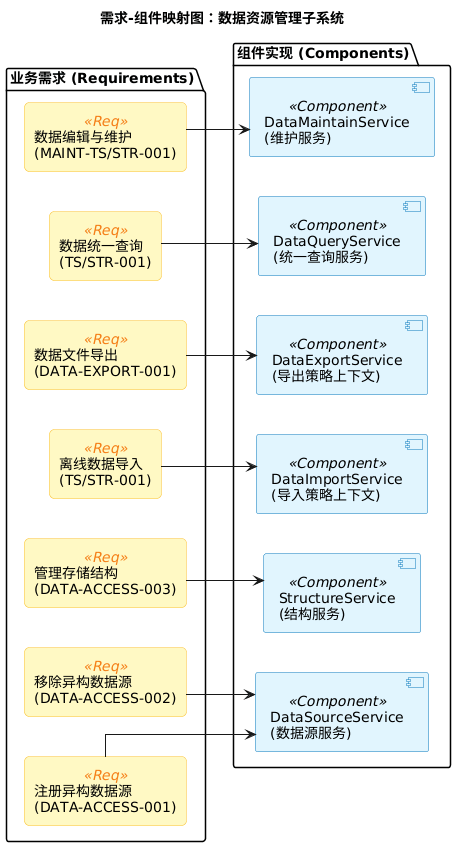 需求-组件映射图：数据资源管理子系统
业务需求 (Requirements)
«Req»
数据编辑与维护
(MAINT-TS/STR-001)
«Req»
数据统一查询
(TS/STR-001)
«Req»
数据文件导出
(DATA-EXPORT-001)
«Req»
离线数据导入
(TS/STR-001)
«Req»
管理存储结构
(DATA-ACCESS-003)
«Req»
移除异构数据源
(DATA-ACCESS-002)
«Req»
注册异构数据源
(DATA-ACCESS-001)
组件实现 (Components)
«Component»
DataMaintainService
(维护服务)
«Component»
DataQueryService
(统一查询服务)
«Component»
DataExportService
(导出策略上下文)
«Component»
DataImportService
(导入策略上下文)
«Component»
StructureService
(结构服务)
«Component»
DataSourceService
(数据源服务)